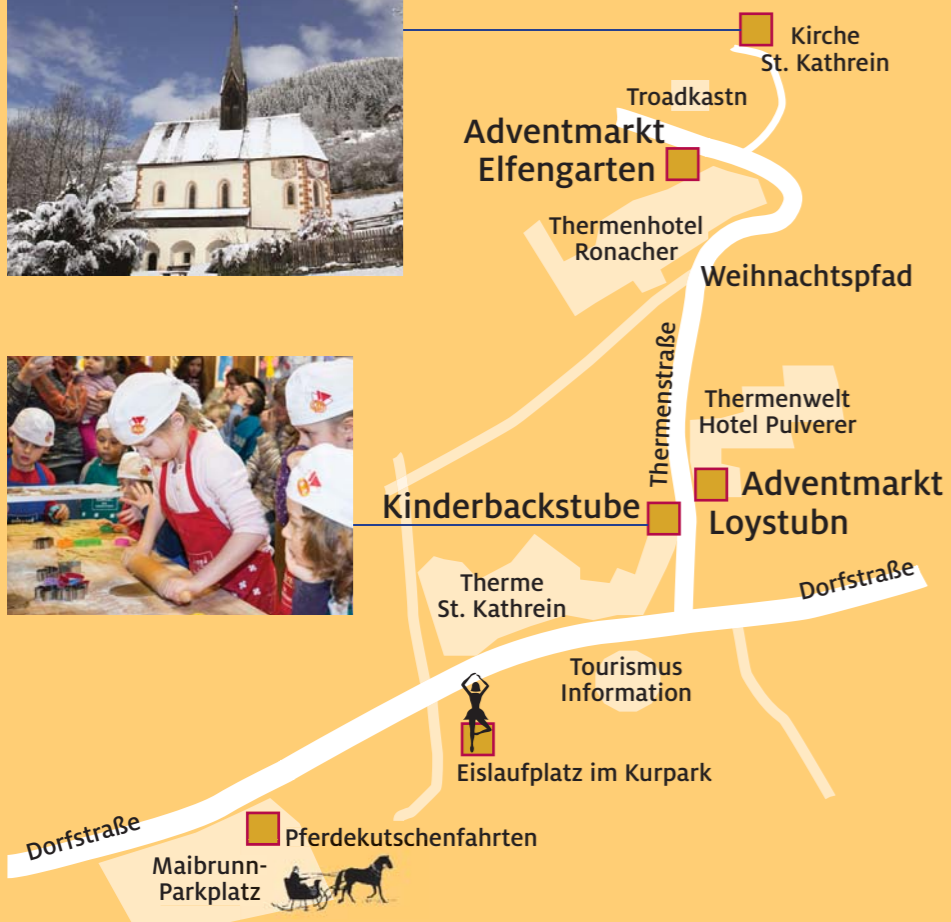 Kirche
St. Kathrein
Troadkastn
Adventmarkt
Elfengarten
Thermenhotel
Ronacher
Weihnachtspfad
Thermenstraße
Thermenwelt
Hotel Pulverer
Adventmarkt
Loystubn
Kinderbackstube
Therme
St. Kathrein
Dorfstraße
Tourismus
Information
Eislaufplatz im Kurpark
Dorfstraße
Pferdekutschenfahrten
Maibrunn-
Parkplatz